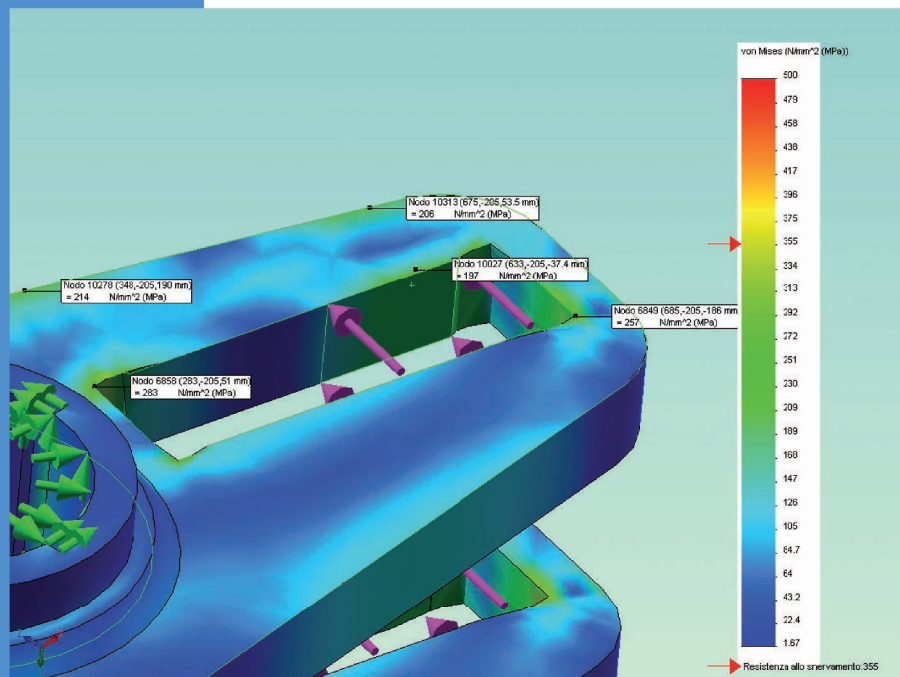 von Mises (N/mm^2 (MPa))
500
479
458
438
417
396
375
355
334
313
292
272
251
230
209
188
168
147
126
105
84.7
64
43.2
22.4
1.67
Resistenza allo snervamento:355
Nodo 10313 (675,-205,53.5 mm)
= 206 N/mm^2 (MPa)
Nodo 10027 (633,-205,-37.4 mm)
= 197 N/mm^2 (MPa)
Nodo 10278 (348,-205,190 mm)
= 214 N/mm^2 (MPa)
Nodo 6849 (685,-205,-186 mm
= 257 N/mm^2 (MPa)
Nodo 6858 (283,-205,51 mm)
= 283 N/mm^2 (MPa)